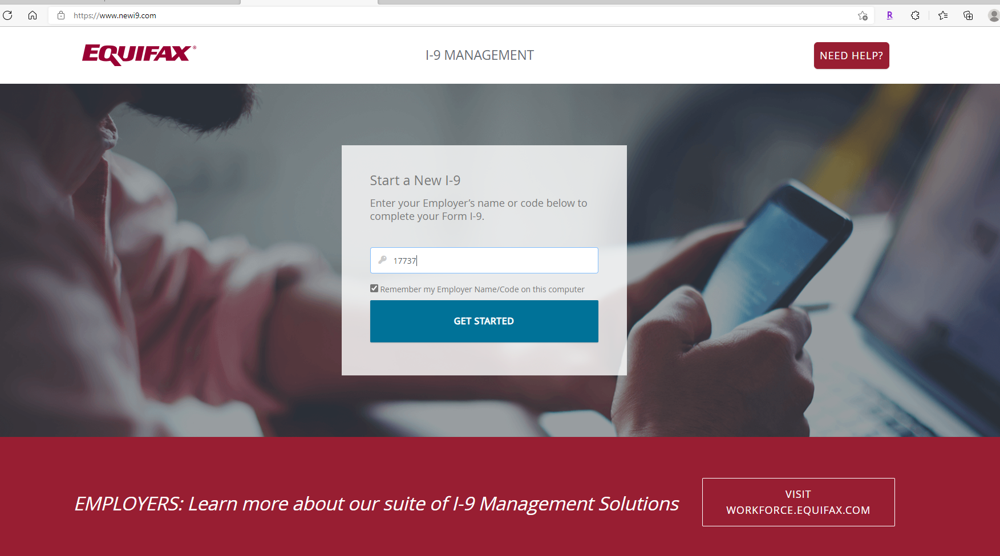 https://www.newi9.com
R
EQUIFAX®
I-9 MANAGEMENT
NEED HELP?
Start a New I-9
Enter your Employer’s name or code below to
complete your Form I-9.
17737
Remember my Employer Name/Code on this computer
GET STARTED
EMPLOYERS: Learn more about our suite of I-9 Management Solutions
VISIT
WORKFORCE.EQUIFAX.COM